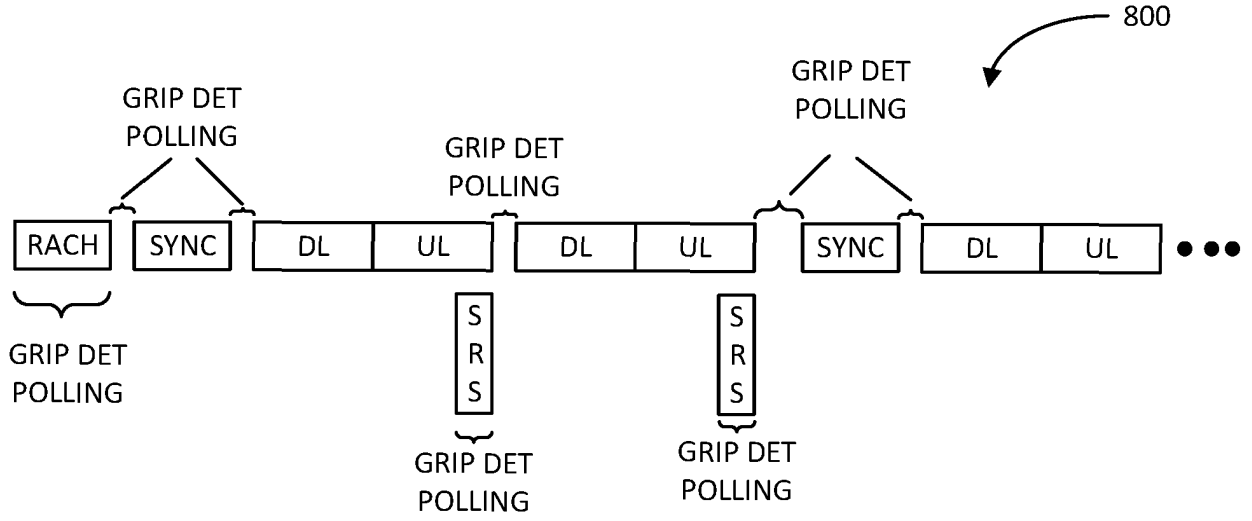 800
GRIP DET
POLLING
GRIP DET
POLLING
GRIP DET
POLLING
RACH
SYNC
DL
UL
DL
UL
SYNC
DL
UL
GRIP DET
POLLING
S
R
S
S
R
S
GRIP DET
POLLING
GRIP DET
POLLING